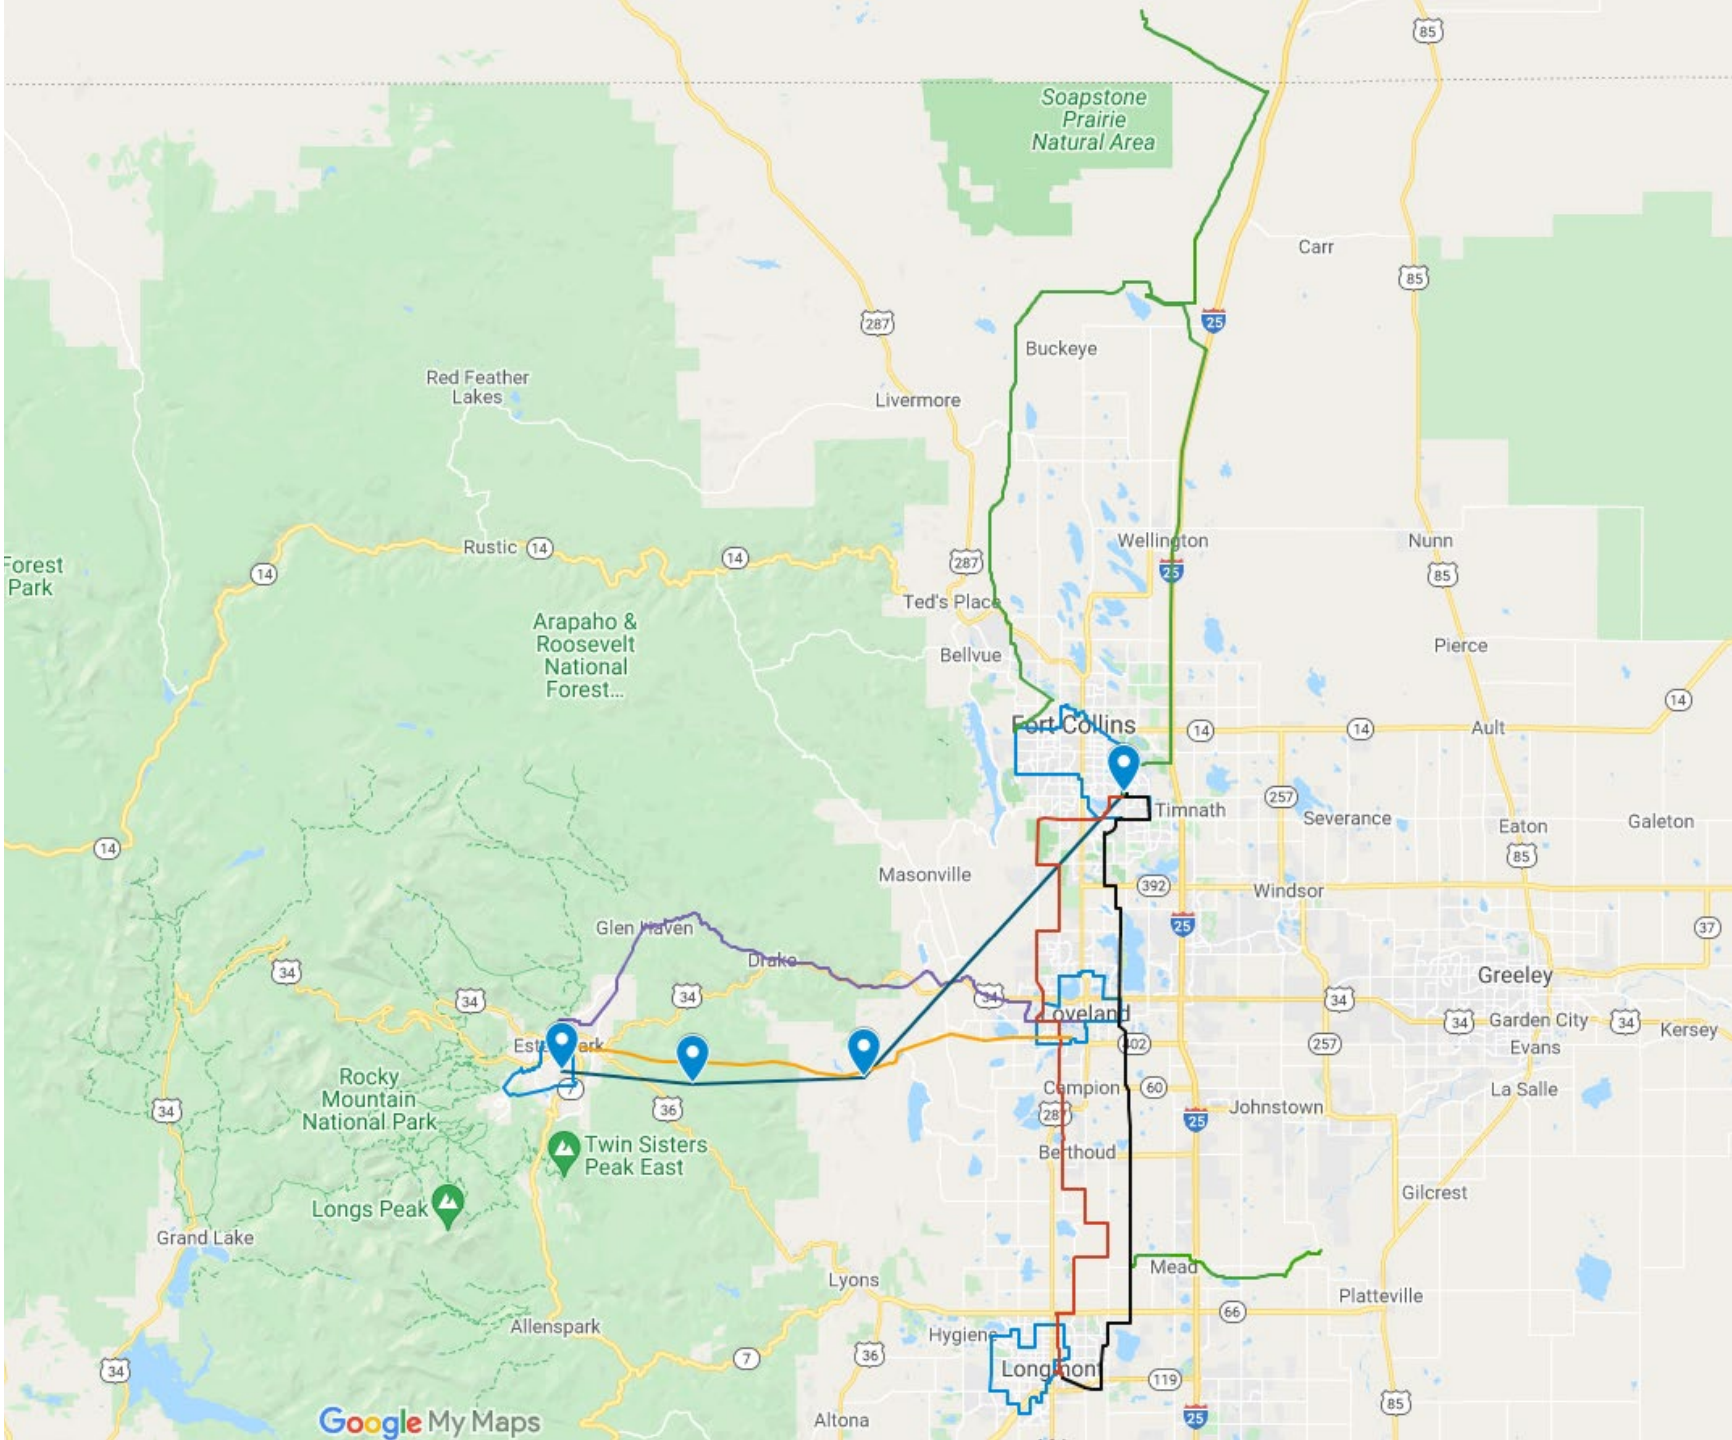 85
Soapstone
Prairie
Natural Area
Carr
85
287
25
Buckeye
Red Feather
Lakes
Livermore
Rustic
14
14
14
Wellington
25
Nunn
85
287
Forest
Park
Ted's Place
Arapaho &
Roosevelt
National
Forest...
Bellvue
Pierce
14
Fort Collins
14
14
Ault
257
Timnath
Severance
Eaton
Galeton
14
85
Masonville
392
Windsor
Glen Haven
25
37
Drake
34
34
34
34
Greeley
34
Loveland
34
Garden City
34
Kersey
Estes Park
402
257
Evans
7
Rocky
Mountain
National Park
36
Campion
60
La Salle
34
287
25
Johnstown
Twin Sisters
Peak East
Berthoud
Longs Peak
Gilcrest
Grand Lake
Mead
Lyons
Platteville
66
Allenspark
Hygiene
7
36
34
Longmont
119
85
Google My Maps
Altona
25